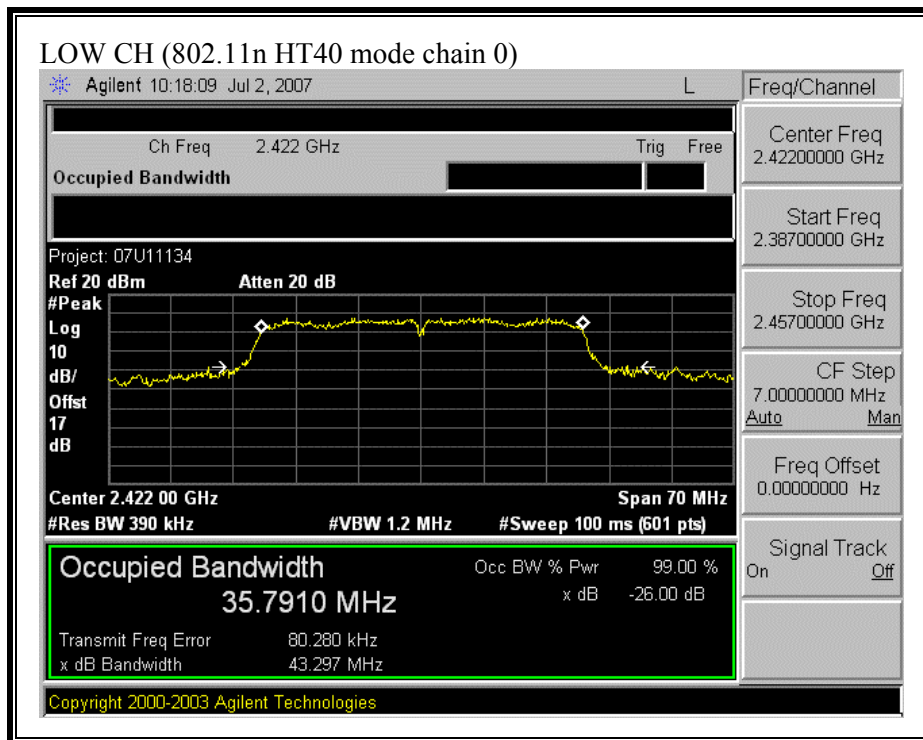 LOW CH (802.11n HT40 mode chain 0)
Agilent 10:18:09 Jul 2, 2007 L
Freq/Channel
Ch Freq 2.422 GHz Trig Free
Occupied Bandwidth
Center Freq
2.42200000 GHz
Start Freq
2.38700000 GHz
Stop Freq
2.45700000 GHz
CF Step
7.00000000 MHz
Auto Man
Freq Offset
0.00000000 Hz
Signal Track
On Off
Project: 07U11134
Ref 20 dBm Atten 20 dB
#Peak
Log
10
dB/
Offst
17
dB
Center 2.422 00 GHz Span 70 MHz
#Res BW 390 kHz #VBW 1.2 MHz #Sweep 100 ms (601 pts)
Occupied Bandwidth Occ BW % Pwr 99.00 %
35.7910 MHz x dB -26.00 dB
Transmit Freq Error 80.280 kHz
x dB Bandwidth 43.297 MHz
Copyright 2000-2003 Agilent Technologies